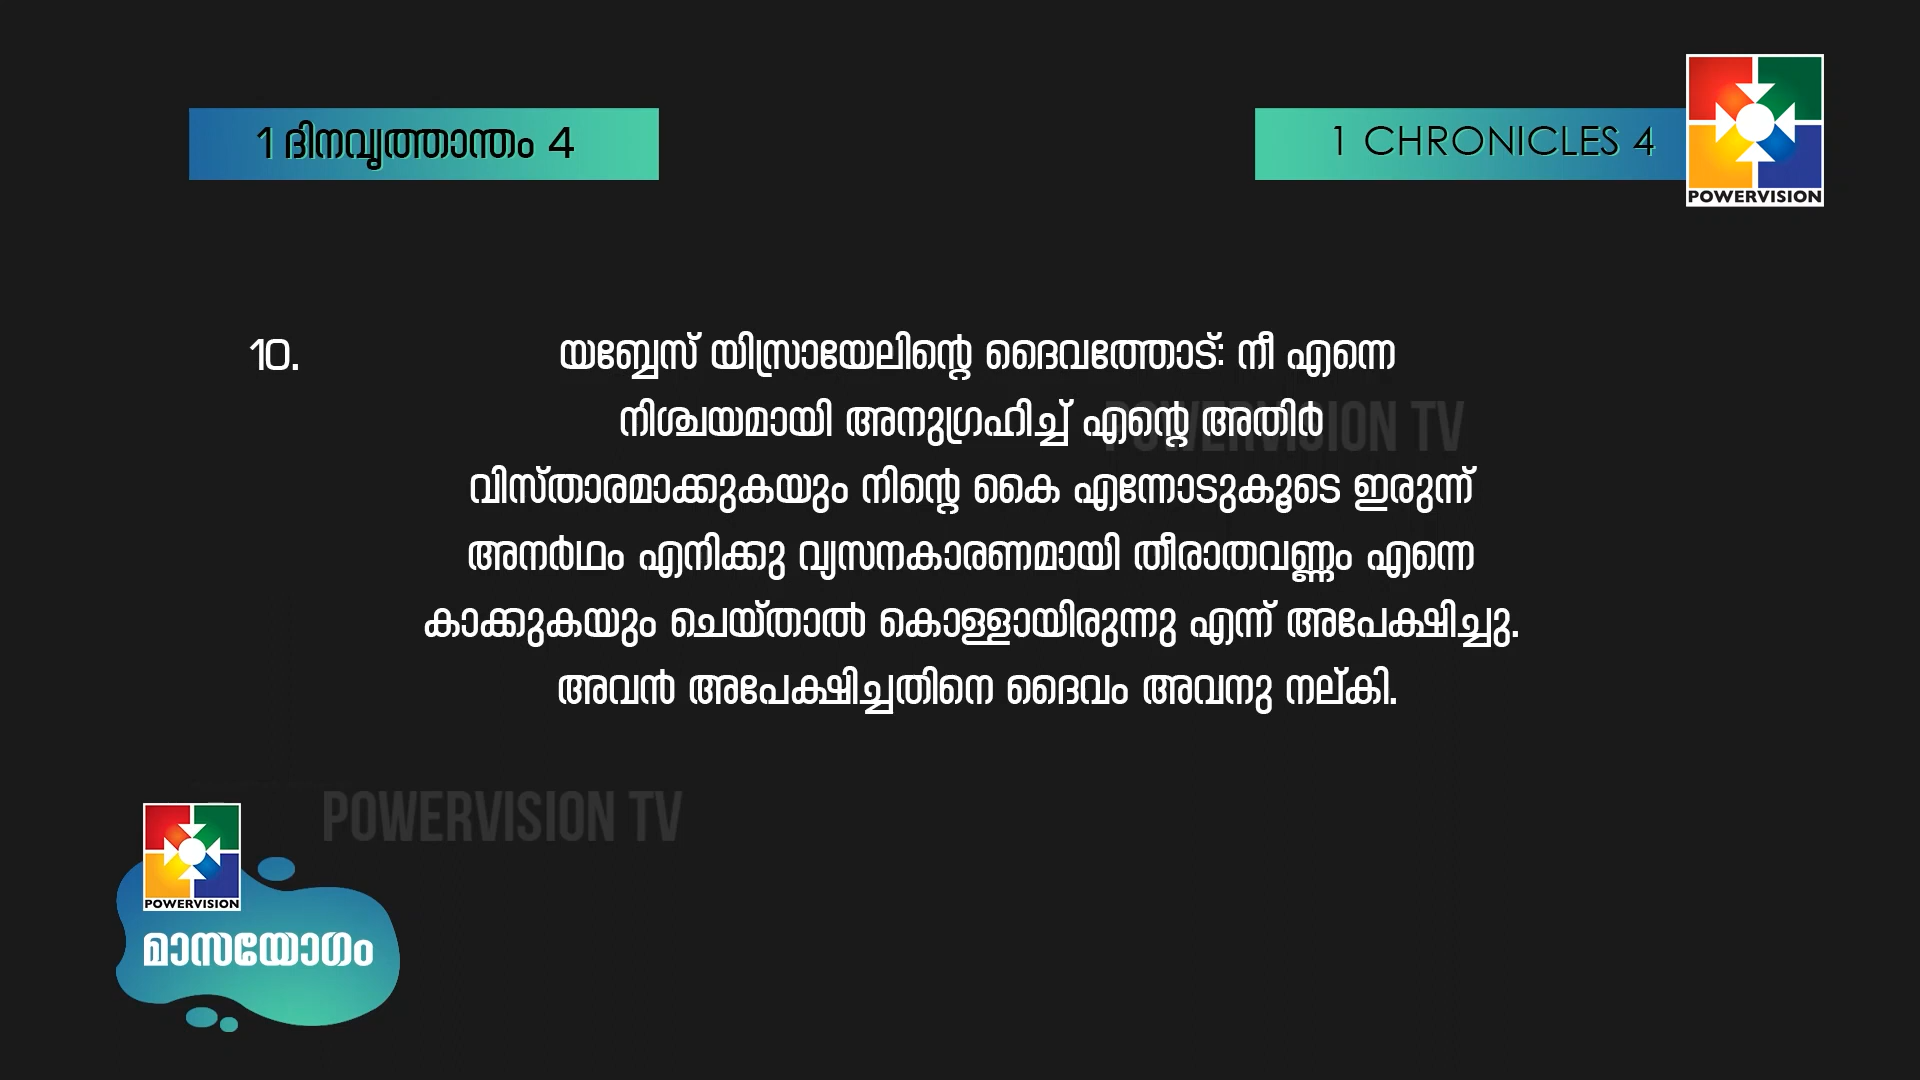 1 ദിനവൃത്താന്തം 4
1 CHRONICLES 4
POWERVISION
10. യബ്ബേസ് യിസ്രായേലിന്റെ ദൈവത്തോട്: നീ എന്നെ
നിശ്ചയമായി അനുഗ്രഹിച്ച് എന്റെ അതിർ
POWERVISION TV
വിസ്താരമാക്കുകയും നിന്റെ കൈ എന്നോടുകൂടെ ഇരുന്ന്
അനർഥം എനിക്കു വ്യസനകാരണമായി തീരാതവണ്ണം എന്നെ
കാക്കുകയും ചെയ്താൽ കൊള്ളായിരുന്നു എന്ന് അപേക്ഷിച്ചു.
അവൻ അപേക്ഷിച്ചതിനെ ദൈവം അവനു നല്കി.
POWERVISION TV
POWERVISION
മാസയോഗം